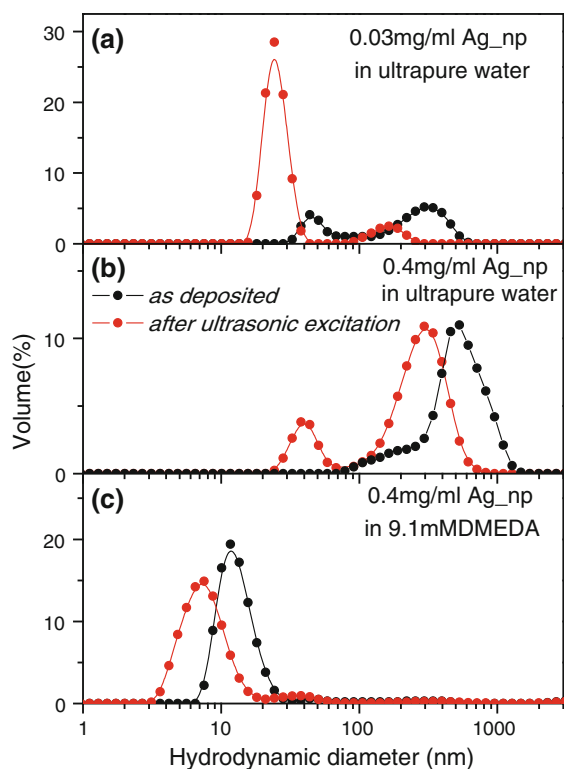 (a)
0.03mg/ml Ag_np
in ultrapure water
30
20
10
0
(b)
0.4mg/ml Ag_np
in ultrapure water
as deposited
after ultrasonic excitation
10
0
Volume(%)
(c)
0.4mg/ml Ag_np
in 9.1mMDMEDA
20
10
0
1 10 100 1000
Hydrodynamic diameter (nm)